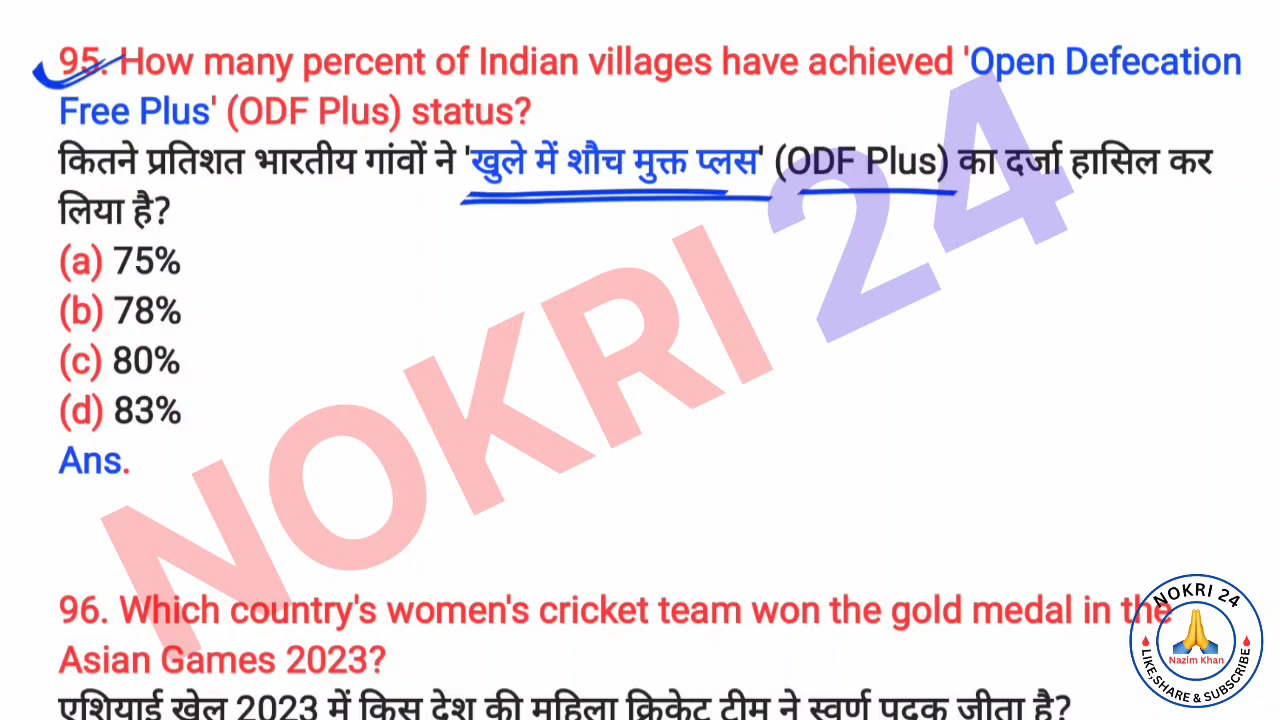 95. How many percent of Indian villages have achieved 'Open Defecation
Free Plus' (ODF Plus) status?
कितने प्रतिशत भारतीय गांवों ने 'खुले में शौच मुक्त प्लस' (ODF Plus) का दर्जा हासिल कर
लिया है?
(a) 75%
(b) 78%
(c) 80%
(d) 83%
Ans.
NOKRI 24
96. Which country's women's cricket team won the gold medal in the
Asian Games 2023?
एशियाई खेल 2023 में किस देश की महिला क्रिकेट टीम ने स्वर्ण पदक जीता है?
NOKRI 24
Nazim Khan
LIKE,SHARE & SUBSCRIBE